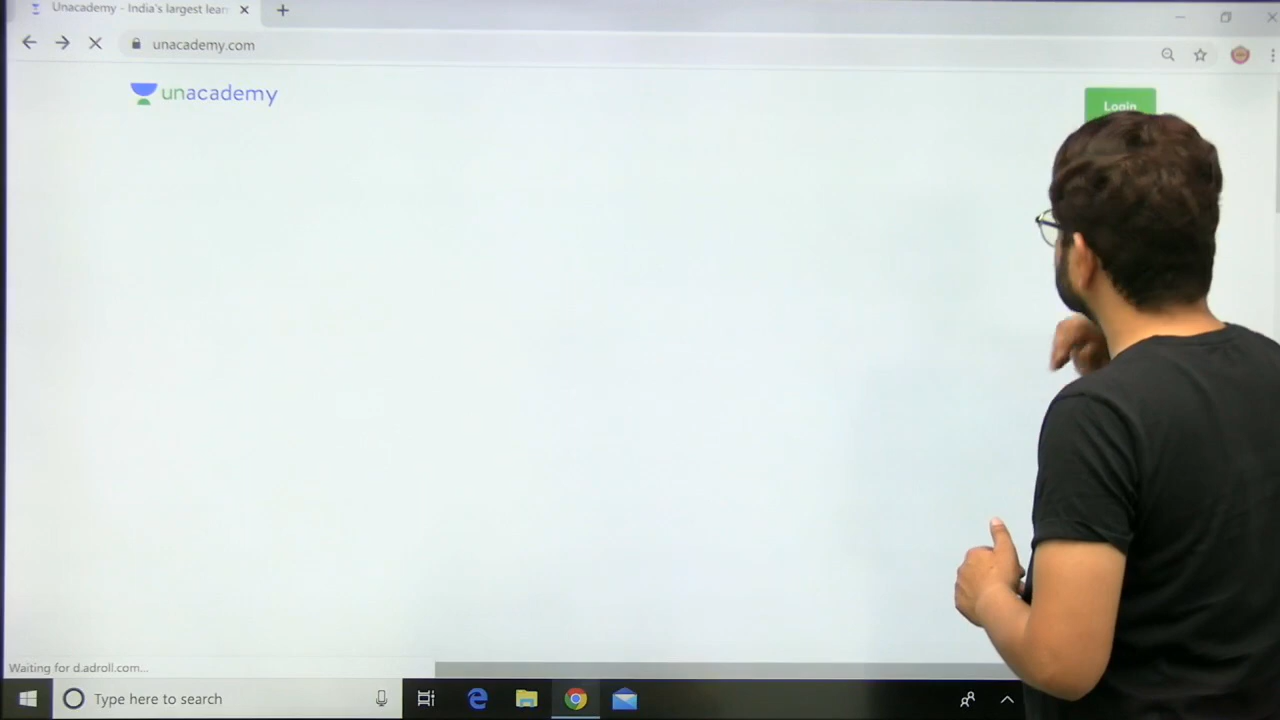 Unacademy - India's largest lear
unacademy.com
unacademy
Login
Waiting for d.adroll.com...
Type here to search